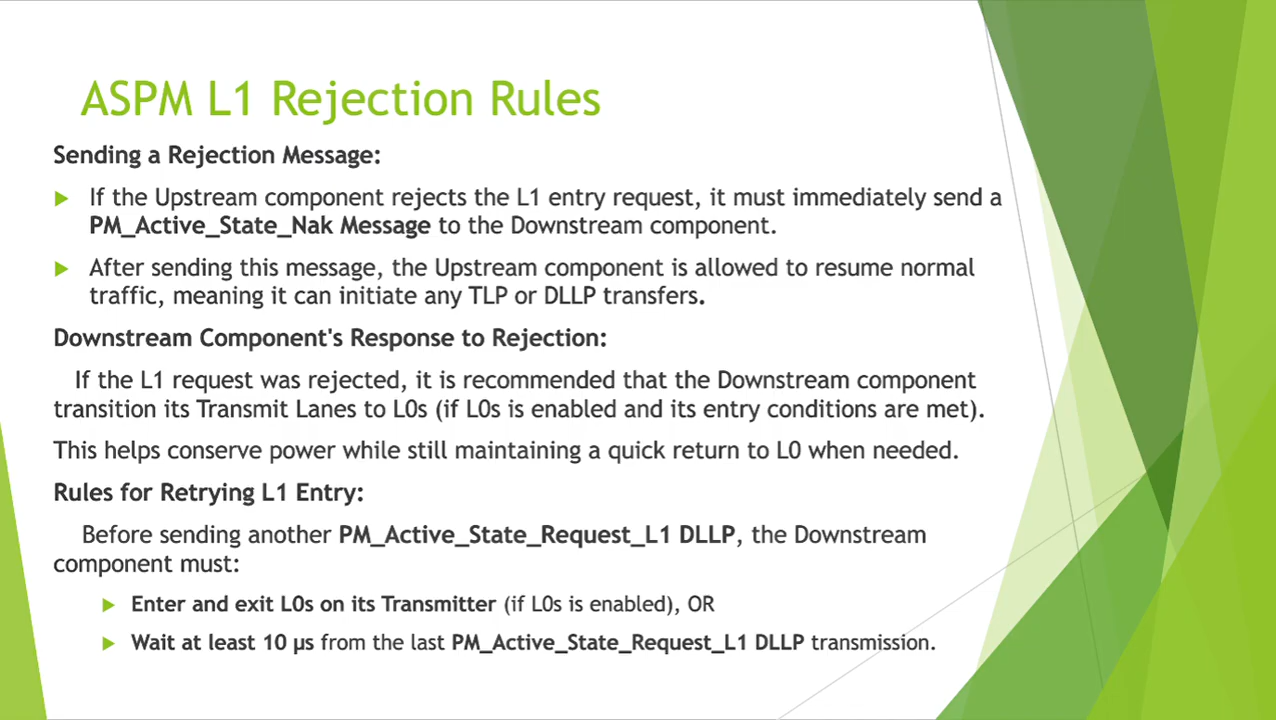 ASPM L1 Rejection Rules
Sending a Rejection Message:
If the Upstream component rejects the L1 entry request, it must immediately send a
PM_Active_State_Nak Message to the Downstream component.
After sending this message, the Upstream component is allowed to resume normal
traffic, meaning it can initiate any TLP or DLLP transfers.
Downstream Component's Response to Rejection:
If the L1 request was rejected, it is recommended that the Downstream component
transition its Transmit Lanes to L0s (if L0s is enabled and its entry conditions are met).
This helps conserve power while still maintaining a quick return to L0 when needed.
Rules for Retrying L1 Entry:
Before sending another PM_Active_State_Request_L1 DLLP, the Downstream
component must:
Enter and exit L0s on its Transmitter (if L0s is enabled), OR
Wait at least 10 µs from the last PM_Active_State_Request_L1 DLLP transmission.